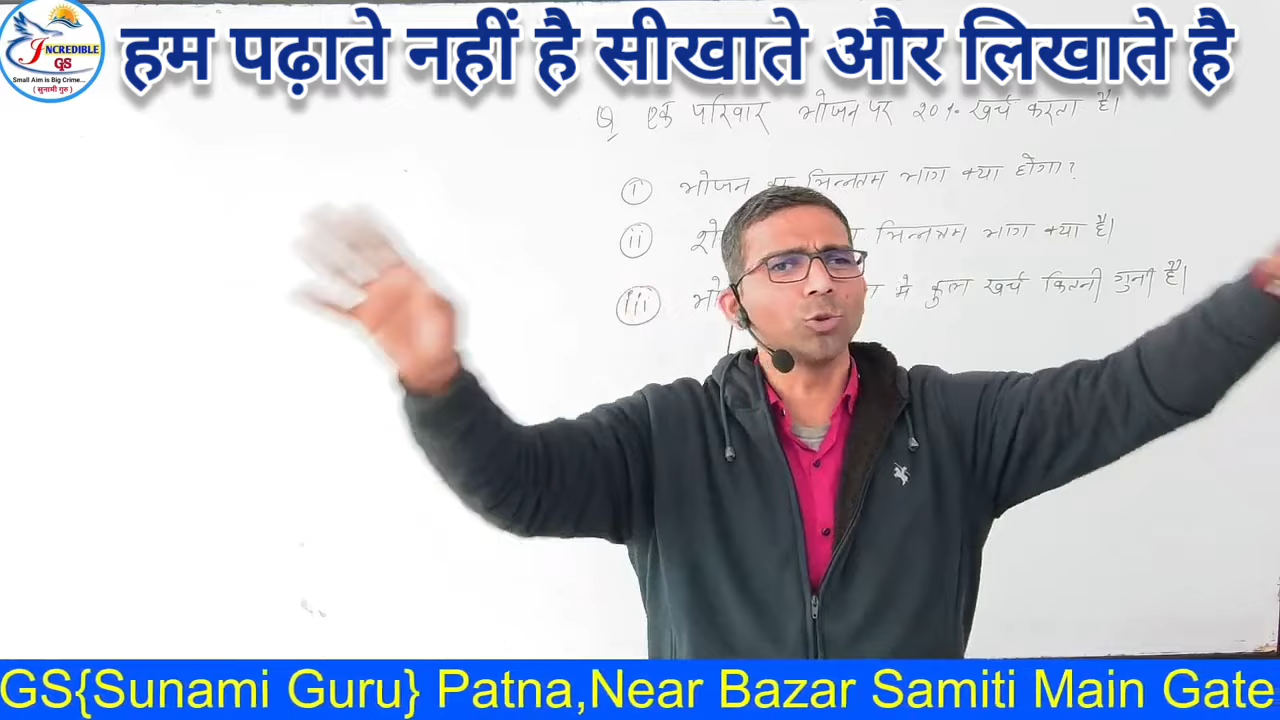 INCREDIBLE
GS
Small Aim is Big Crime...
( सुनामी गुरु )
हम पढ़ाते नहीं है सीखाते और लिखाते है
Q एक परिवार भोजन पर 20% खर्च करता है।
(i) भोजन भिन्नतम भाग क्या होगा?
(ii) भिन्नतम भाग क्या है।
(iii) मे कुल खर्च कितनी गुनी है।
GS{Sunami Guru} Patna,Near Bazar Samiti Main Gate